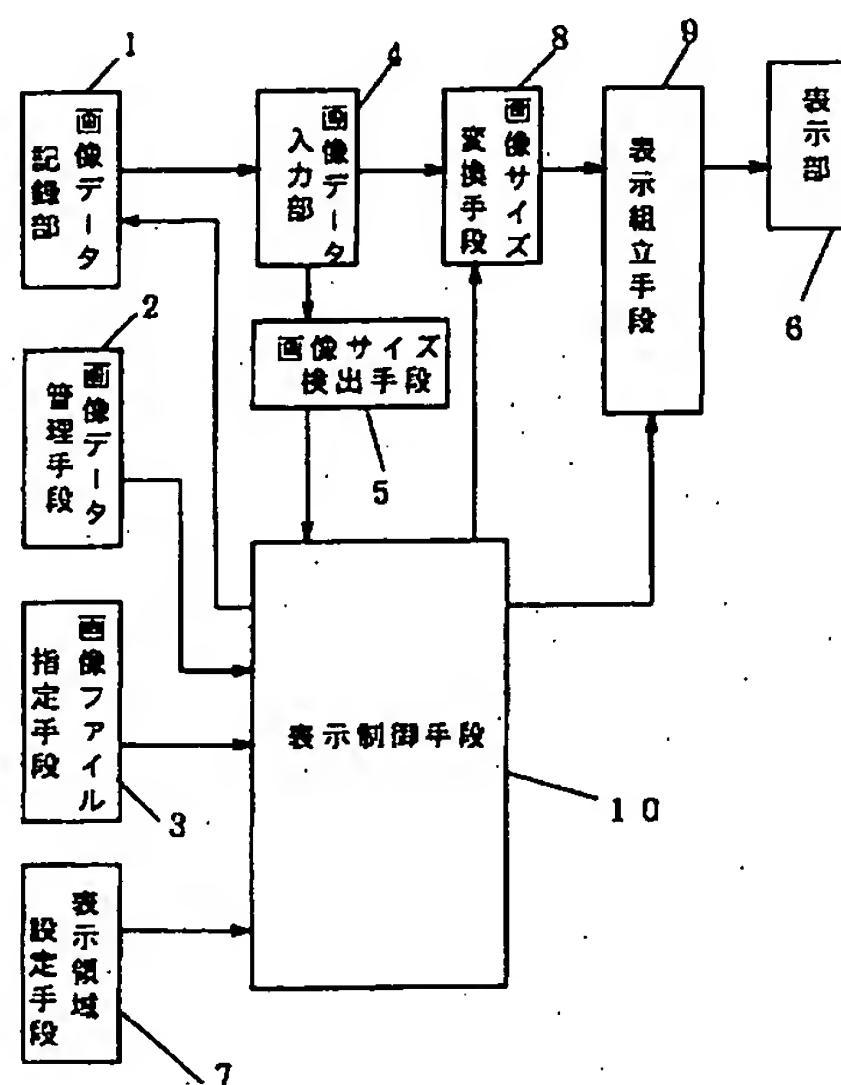 1
画像データ
記録部
4
画像データ
入力部
8
画像サイズ
変換手段
9
表示組立手段
表示部
6
画像サイズ
検出手段
5
2
画像データ
管理手段
画像ファイル
指定手段
3
表示制御手段
10
表示領域
設定手段
7